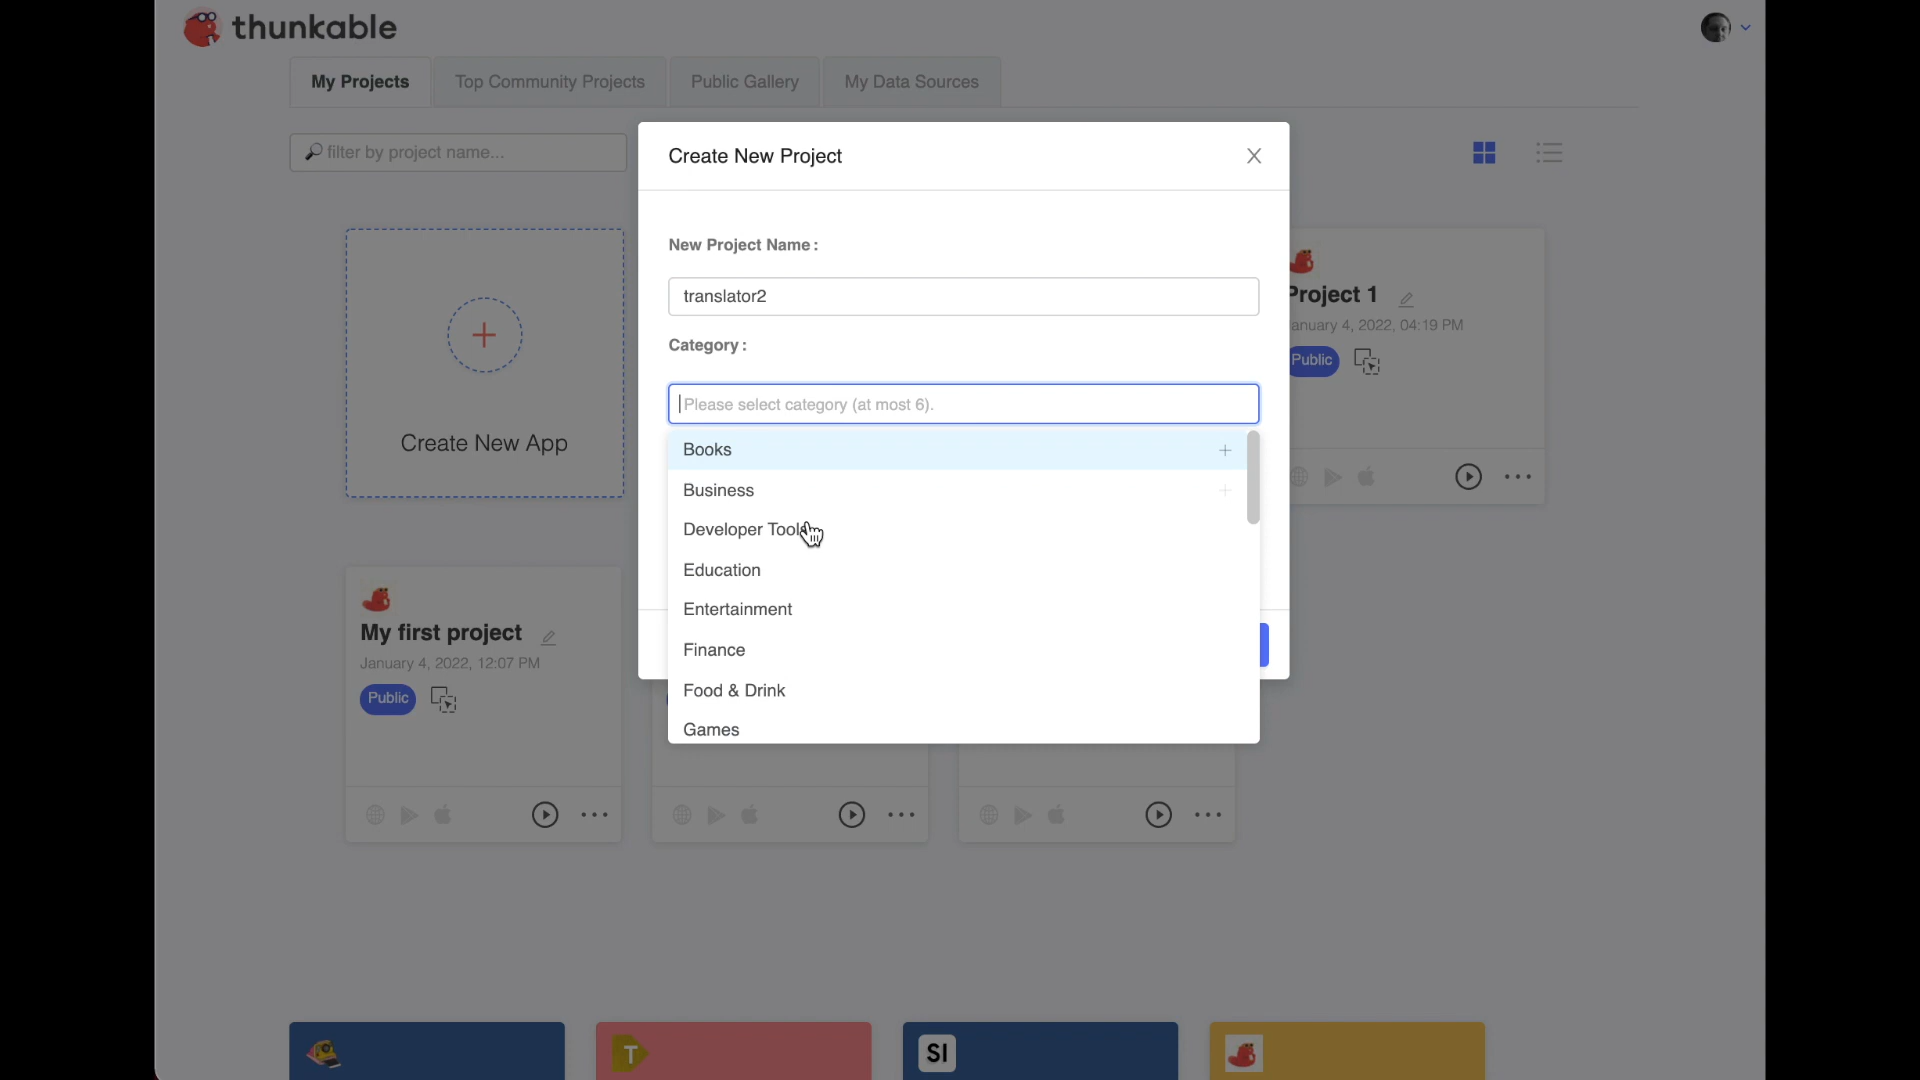 thunkable
My Projects
Top Community Projects
Public Gallery
My Data Sources
filter by project name...
Create New Project
New Project Name :
translator2
Category :
Please select category (at most 6).
Books
Business
Developer Tools
Education
Entertainment
Finance
Food & Drink
Games
Create New App
Project 1
January 4, 2022, 04:19 PM
Public
My first project
January 4, 2022, 12:07 PM
Public
T
SI